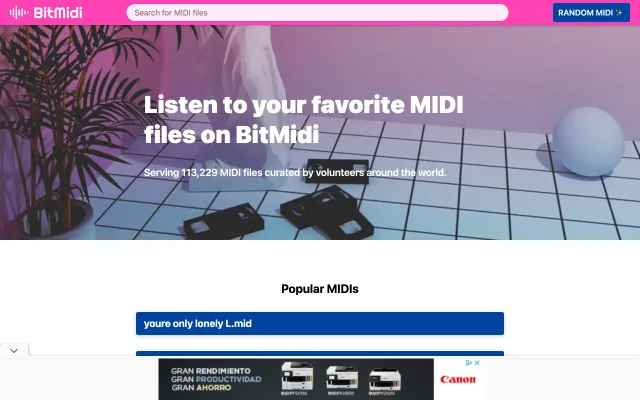 BitMidi
Search for MIDI files
RANDOM MIDI ✨
Listen to your favorite MIDI
files on BitMidi
Serving 113,229 MIDI files curated by volunteers around the world.
Popular MIDIs
youre only lonely L.mid
GRAN RENDIMIENTO
GRAN PRODUCTIVIDAD
GRAN AHORRO
Canon